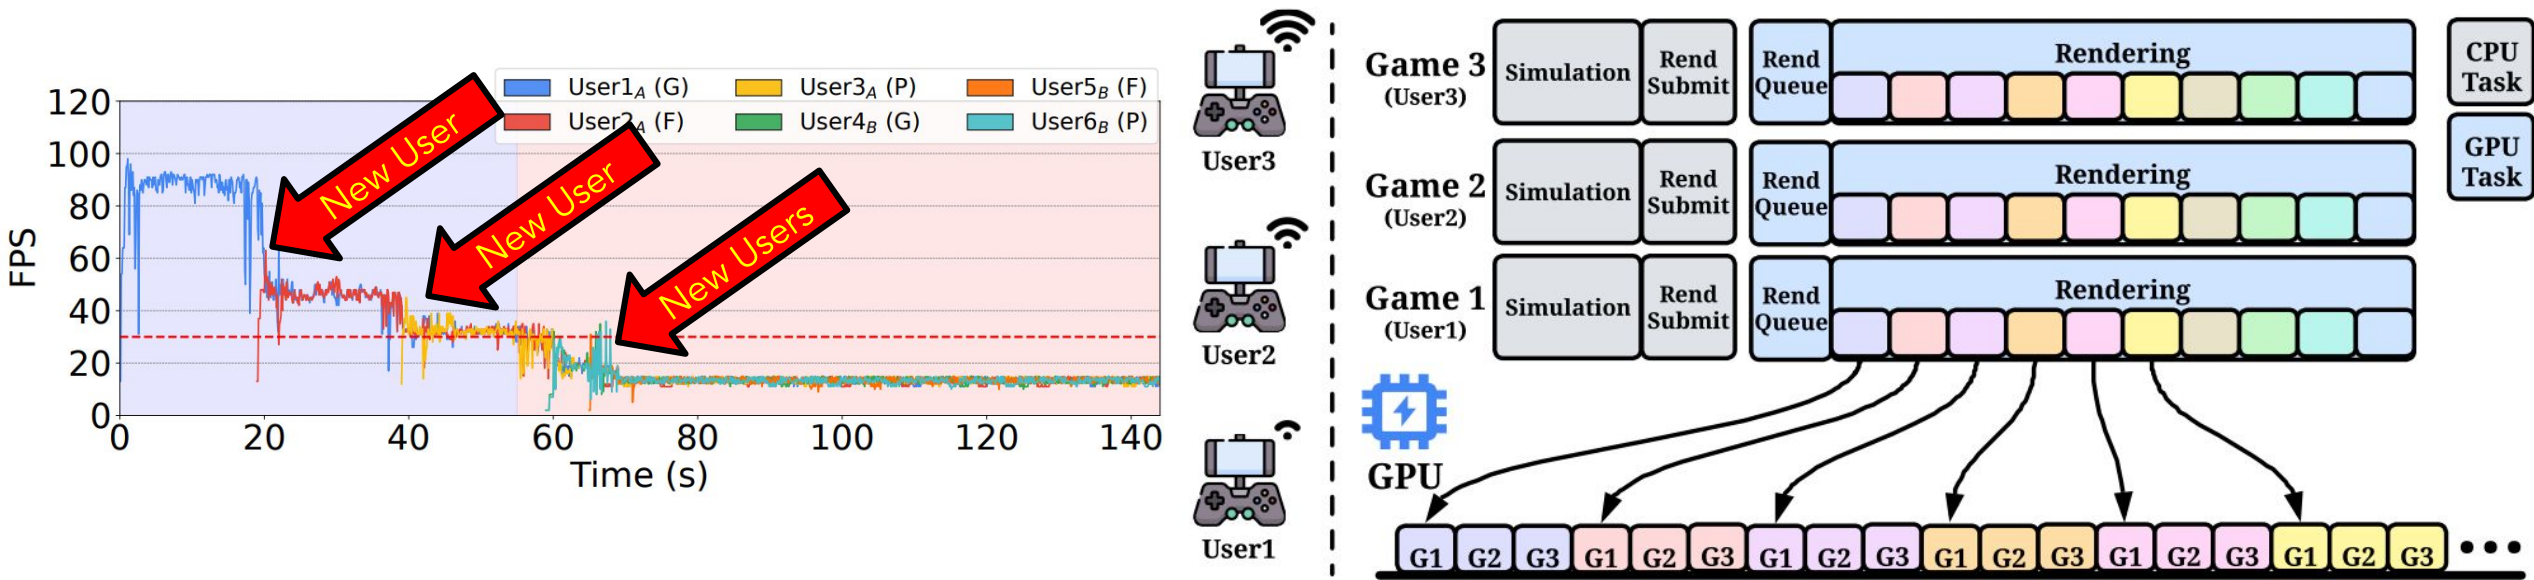 User1A (G)
User3A (P)
User5B (F)
User2A (F)
User4B (G)
User6B (P)
New User
New User
New Users
120
100
80
60
40
20
0
FPS
0 20 40 60 80 100 120 140
Time (s)
User3
User2
User1
Game 3
(User3)
Simulation
Rend
Submit
Rend
Queue
Rendering
CPU
Task
GPU
Task
Game 2
(User2)
Simulation
Rend
Submit
Rend
Queue
Rendering
Game 1
(User1)
Simulation
Rend
Submit
Rend
Queue
Rendering
GPU
G1 G2 G3 G1 G2 G3 G1 G2 G3 G1 G2 G3 G1 G2 G3 G1 G2 G3 •••